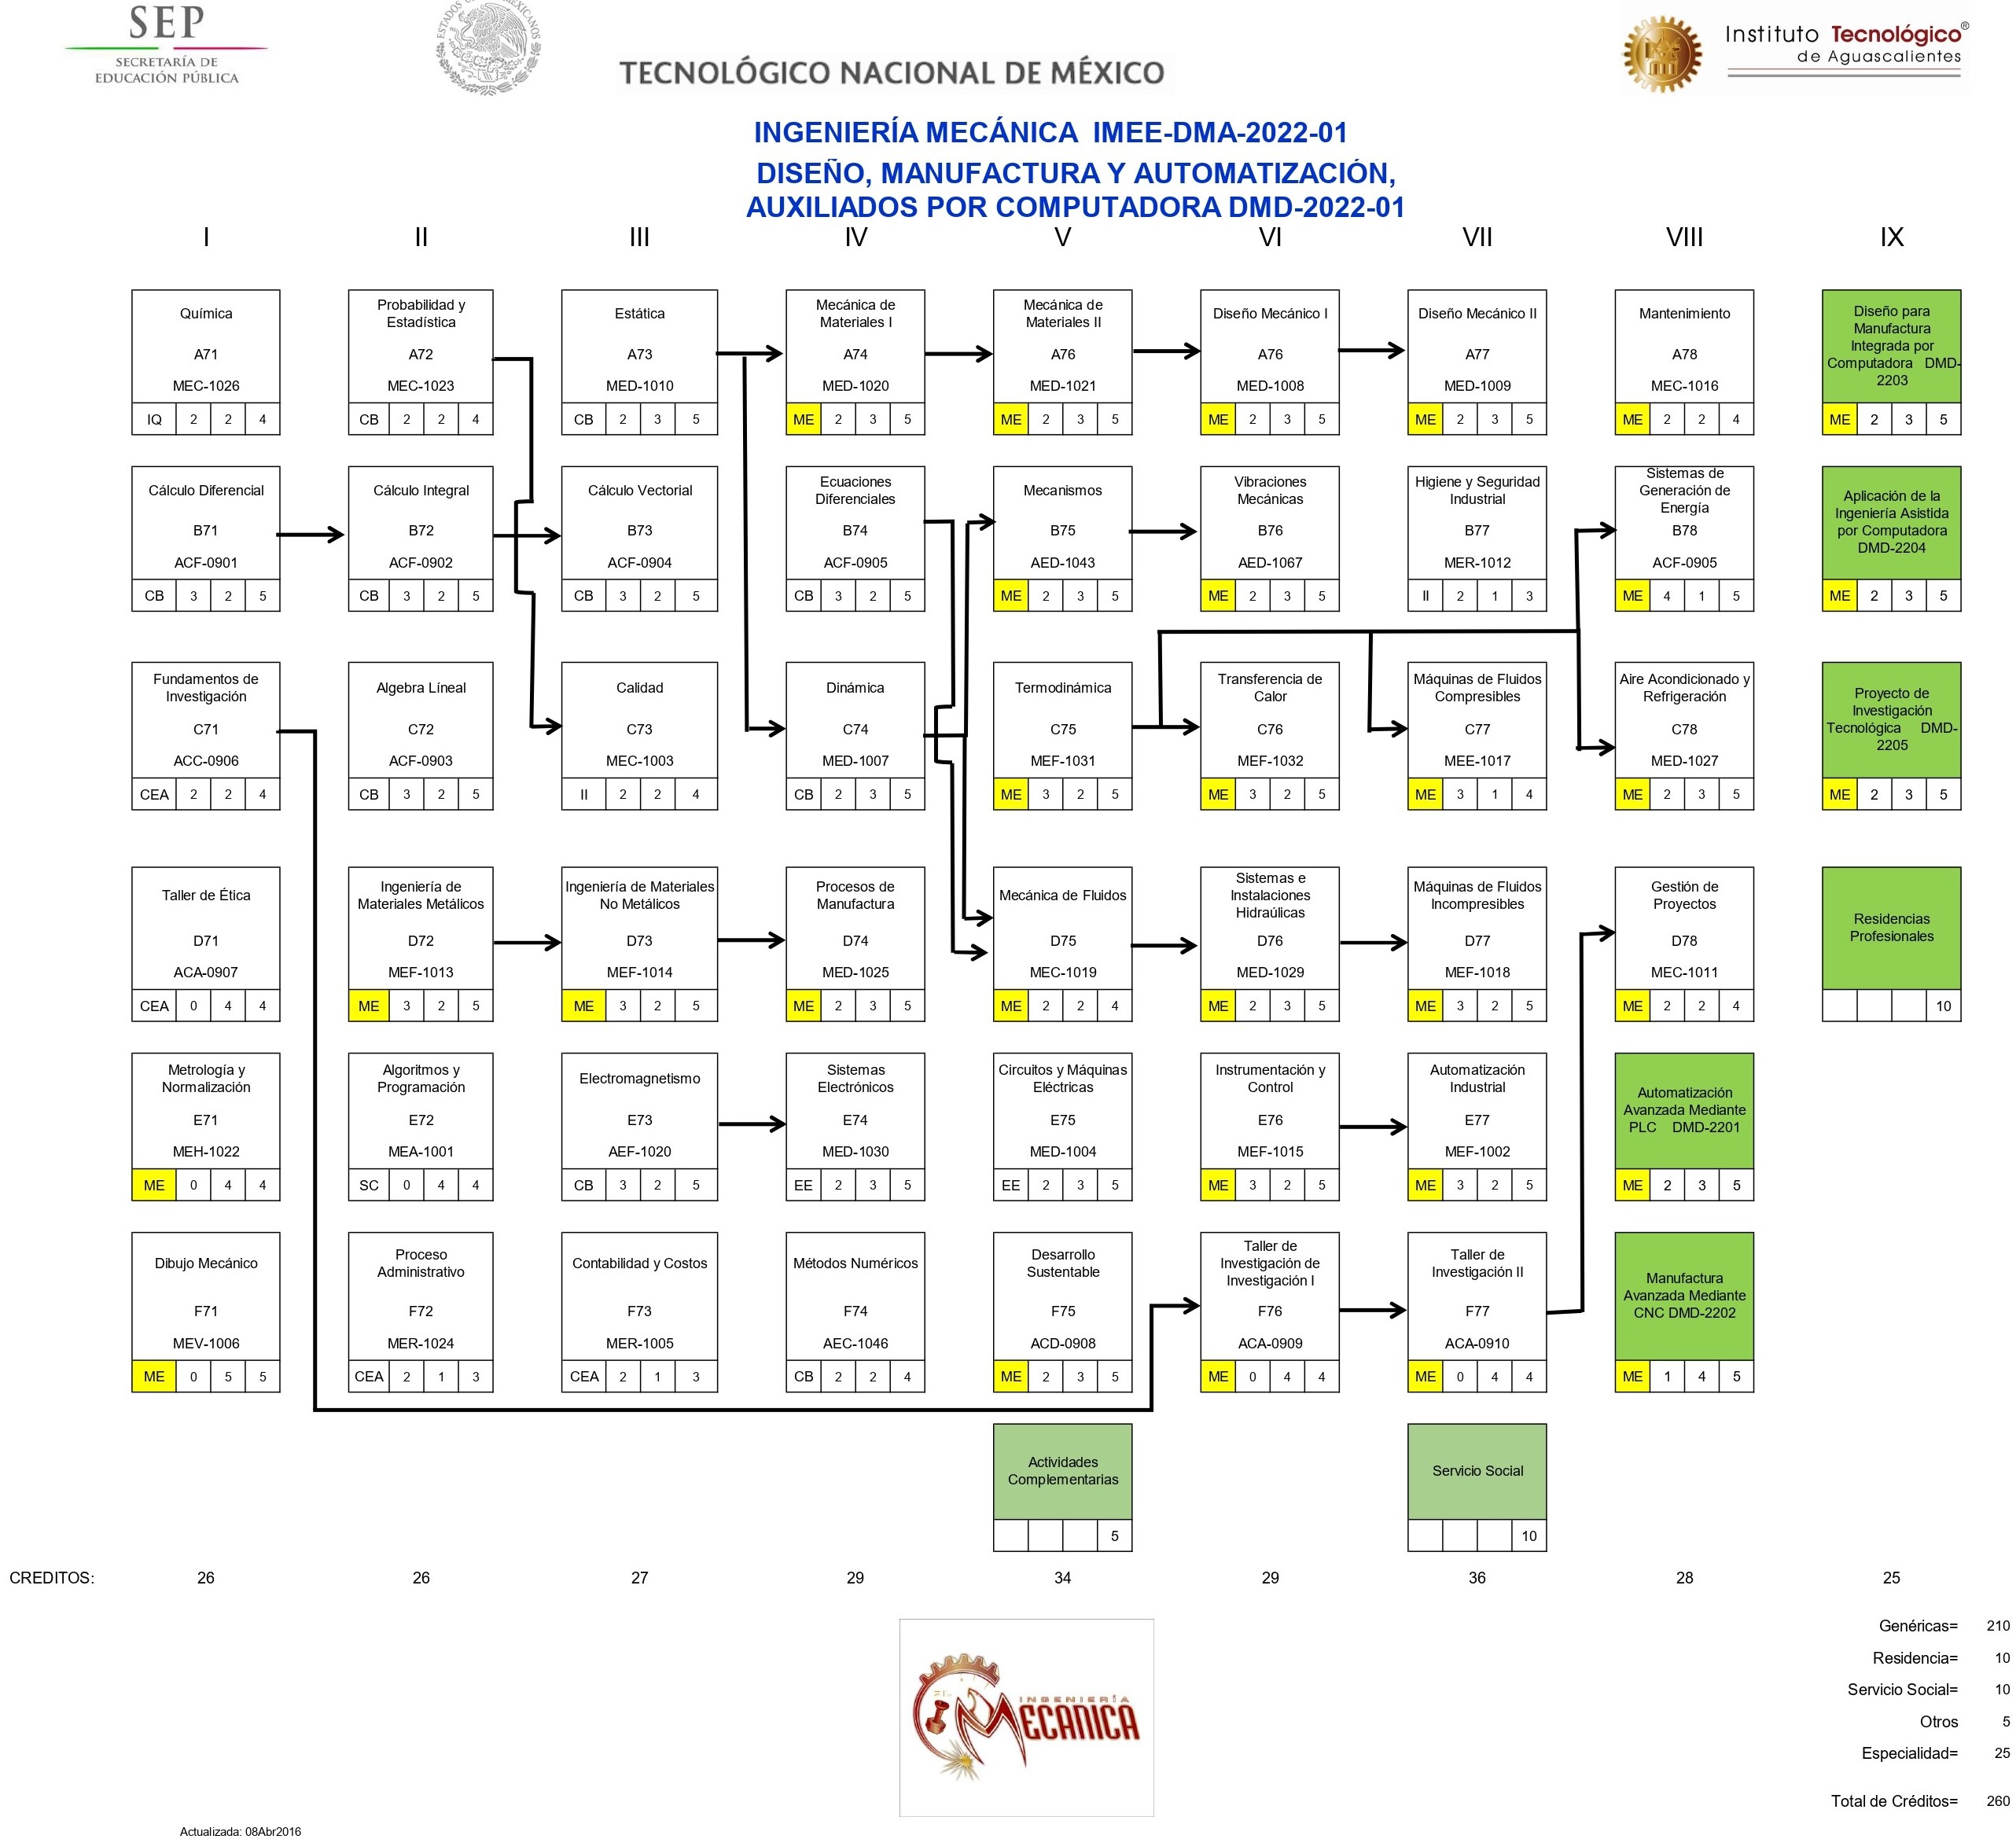 SEP
SECRETARÍA DE
EDUCACIÓN PÚBLICA
ESTADOS UNIDOS MEXICANOS
TECNOLÓGICO NACIONAL DE MÉXICO
Instituto Tecnológico®
de Aguascalientes
INGENIERÍA MECÁNICA IMEE-DMA-2022-01
DISEÑO, MANUFACTURA Y AUTOMATIZACIÓN,
AUXILIADOS POR COMPUTADORA DMD-2022-01
I
II
III
IV
V
VI
VII
VIII
IX
Química
A71
MEC-1026
IQ 2 2 4
Probabilidad y
Estadística
A72
MEC-1023
CB 2 2 4
Estática
A73
MED-1010
CB 2 3 5
Mecánica de
Materiales I
A74
MED-1020
ME 2 3 5
Mecánica de
Materiales II
A76
MED-1021
ME 2 3 5
Diseño Mecánico I
A76
MED-1008
ME 2 3 5
Diseño Mecánico II
A77
MED-1009
ME 2 3 5
Mantenimiento
A78
MEC-1016
ME 2 2 4
Diseño para
Manufactura
Integrada por
Computadora DMD-
2203
ME 2 3 5
Cálculo Diferencial
B71
ACF-0901
CB 3 2 5
Cálculo Integral
B72
ACF-0902
CB 3 2 5
Cálculo Vectorial
B73
ACF-0904
CB 3 2 5
Ecuaciones
Diferenciales
B74
ACF-0905
CB 3 2 5
Mecanismos
B75
AED-1043
ME 2 3 5
Vibraciones
Mecánicas
B76
AED-1067
ME 2 3 5
Higiene y Seguridad
Industrial
B77
MER-1012
II 2 1 3
Sistemas de
Generación de
Energía
B78
ACF-0905
ME 4 1 5
Aplicación de la
Ingeniería Asistida
por Computadora
DMD-2204
ME 2 3 5
Fundamentos de
Investigación
C71
ACC-0906
CEA 2 2 4
Algebra Líneal
C72
ACF-0903
CB 3 2 5
Calidad
C73
MEC-1003
II 2 2 4
Dinámica
C74
MED-1007
CB 2 3 5
Termodinámica
C75
MEF-1031
ME 3 2 5
Transferencia de
Calor
C76
MEF-1032
ME 3 2 5
Máquinas de Fluidos
Compresibles
C77
MEE-1017
ME 3 1 4
Aire Acondicionado y
Refrigeración
C78
MED-1027
ME 2 3 5
Proyecto de
Investigación
Tecnológica DMD-
2205
ME 2 3 5
Taller de Ética
D71
ACA-0907
CEA 0 4 4
Ingeniería de
Materiales Metálicos
D72
MEF-1013
ME 3 2 5
Ingeniería de Materiales
No Metálicos
D73
MEF-1014
ME 3 2 5
Procesos de
Manufactura
D74
MED-1025
ME 2 3 5
Mecánica de Fluidos
D75
MEC-1019
ME 2 2 4
Sistemas e
Instalaciones
Hidraúlicas
D76
MED-1029
ME 2 3 5
Máquinas de Fluidos
Incompresibles
D77
MEF-1018
ME 3 2 5
Gestión de
Proyectos
D78
MEC-1011
ME 2 2 4
Residencias
Profesionales
10
Metrología y
Normalización
E71
MEH-1022
ME 0 4 4
Algoritmos y
Programación
E72
MEA-1001
SC 0 4 4
Electromagnetismo
E73
AEF-1020
CB 3 2 5
Sistemas
Electrónicos
E74
MED-1030
EE 2 3 5
Circuitos y Máquinas
Eléctricas
E75
MED-1004
EE 2 3 5
Instrumentación y
Control
E76
MEF-1015
ME 3 2 5
Automatización
Industrial
E77
MEF-1002
ME 3 2 5
Automatización
Avanzada Mediante
PLC DMD-2201
ME 2 3 5
Dibujo Mecánico
F71
MEV-1006
ME 0 5 5
Proceso
Administrativo
F72
MER-1024
CEA 2 1 3
Contabilidad y Costos
F73
MER-1005
CEA 2 1 3
Métodos Numéricos
F74
AEC-1046
CB 2 2 4
Desarrollo
Sustentable
F75
ACD-0908
ME 2 3 5
Taller de
Investigación de
Investigación I
F76
ACA-0909
ME 0 4 4
Taller de
Investigación II
F77
ACA-0910
ME 0 4 4
Manufactura
Avanzada Mediante
CNC DMD-2202
ME 1 4 5
Actividades
Complementarias
5
Servicio Social
10
CREDITOS: 26 26 27 29 34 29 36 28 25
INGENIERÍA
MECANICA
Genéricas= 210
Residencia= 10
Servicio Social= 10
Otros 5
Especialidad= 25
Total de Créditos= 260
Actualizada: 08Abr2016